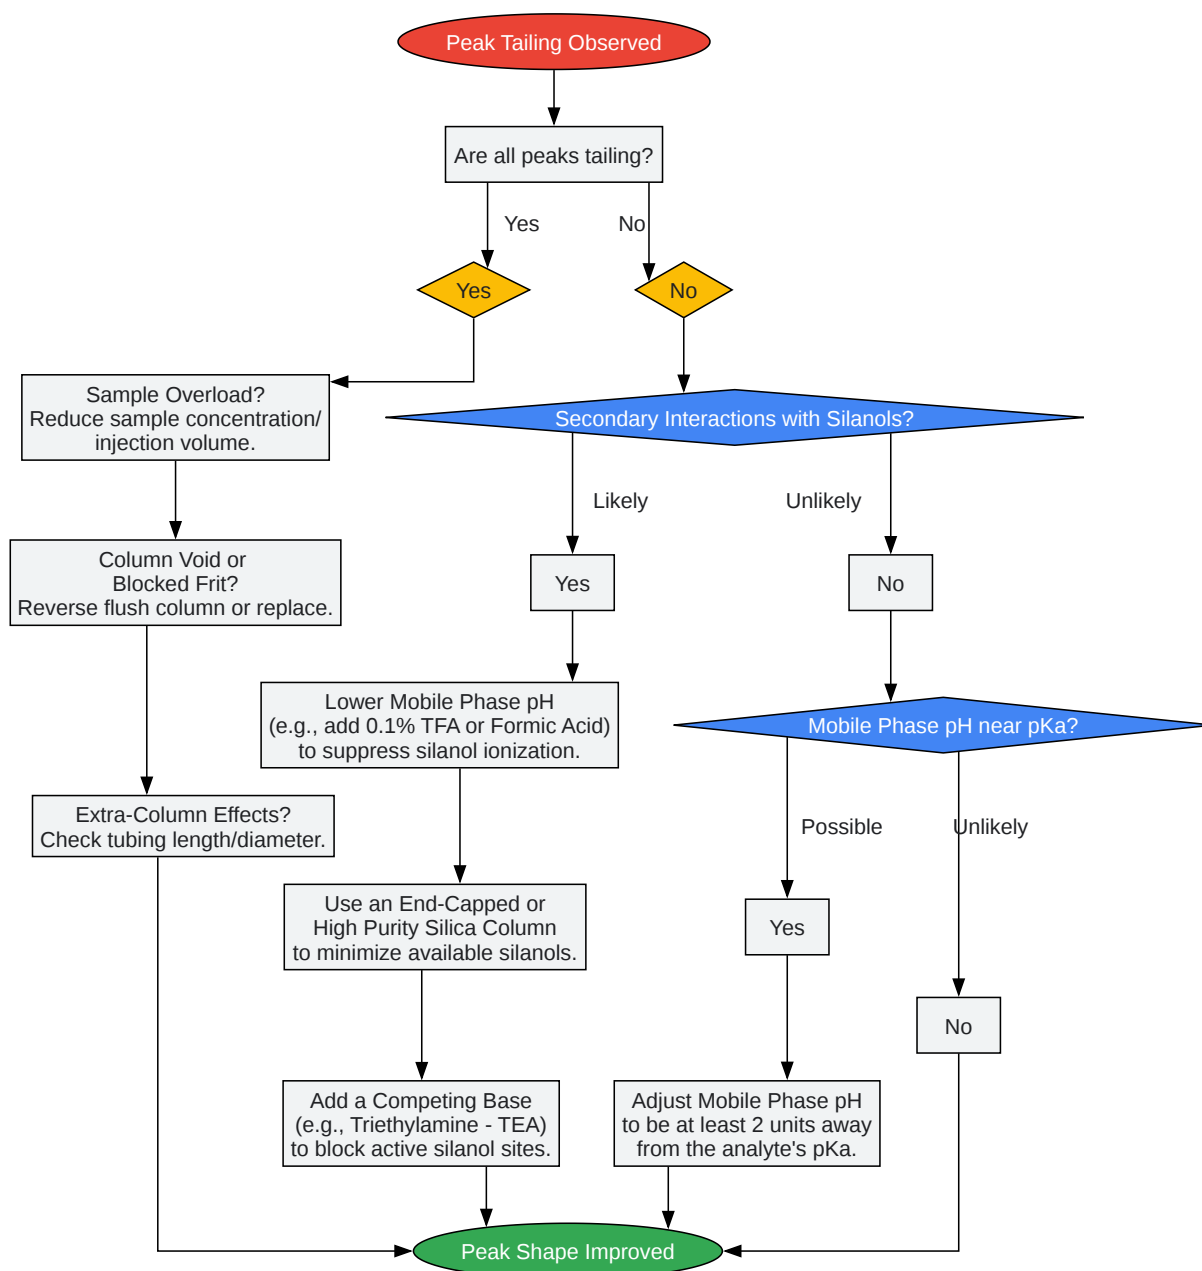 Peak Tailing Observed
Are all peaks tailing?
Yes
No
Yes
No
Sample Overload?
Reduce sample concentration/
injection volume.
Secondary Interactions with Silanols?
Likely
Unlikely
Column Void or
Blocked Frit?
Reverse flush column or replace.
Yes
No
Lower Mobile Phase pH
(e.g., add 0.1% TFA or Formic Acid)
to suppress silanol ionization.
Mobile Phase pH near pKa?
Extra-Column Effects?
Check tubing length/diameter.
Possible
Unlikely
Use an End-Capped or
High Purity Silica Column
to minimize available silanols.
Yes
No
Add a Competing Base
(e.g., Triethylamine - TEA)
to block active silanol sites.
Adjust Mobile Phase pH
to be at least 2 units away
from the analyte's pKa.
Peak Shape Improved